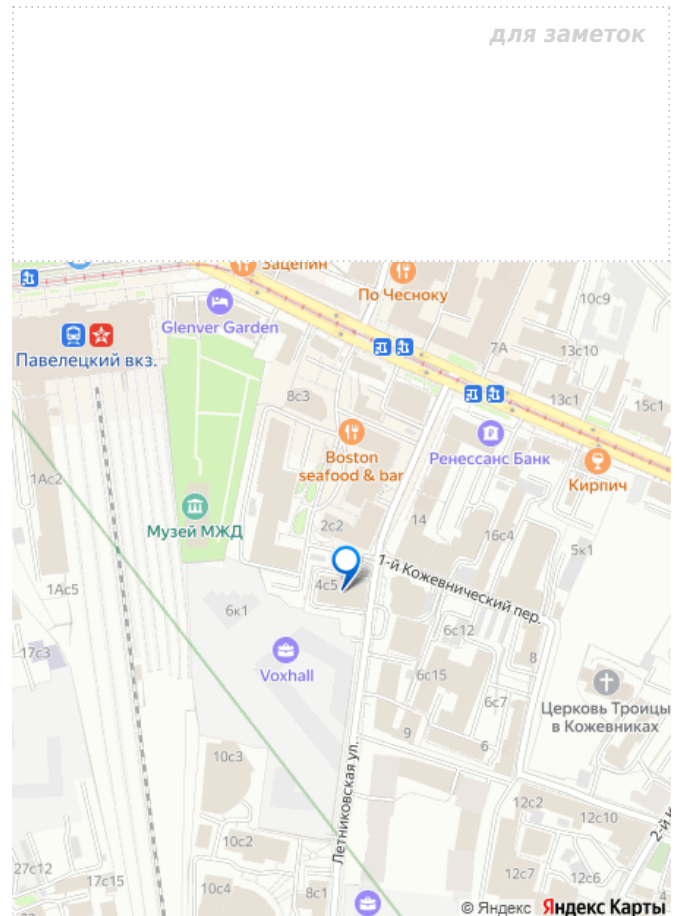 для заметок
Зацепин
По Чесноку
10с9
Glenver Garden
7А
13с10
Павелецкий вкз.
8с3
13с1
15с1
Boston
seafood & bar
Ренессанс Банк
Кирпич
1Ас2
Музей МЖД
2с2
14
16с4
5к1
1-й Кожевнический пер.
4с5
1Ас5
6к1
6с12
17с3
Voxhall
6с15
8
6с7
Церковь Троицы
в Кожевниках
9
6
10с3
Летниковская ул.
12с2
12с10
2-й К
10с2
27с12
17с15
10с4
8с1
12с7
12с6
© Яндекс Яндекс Карты